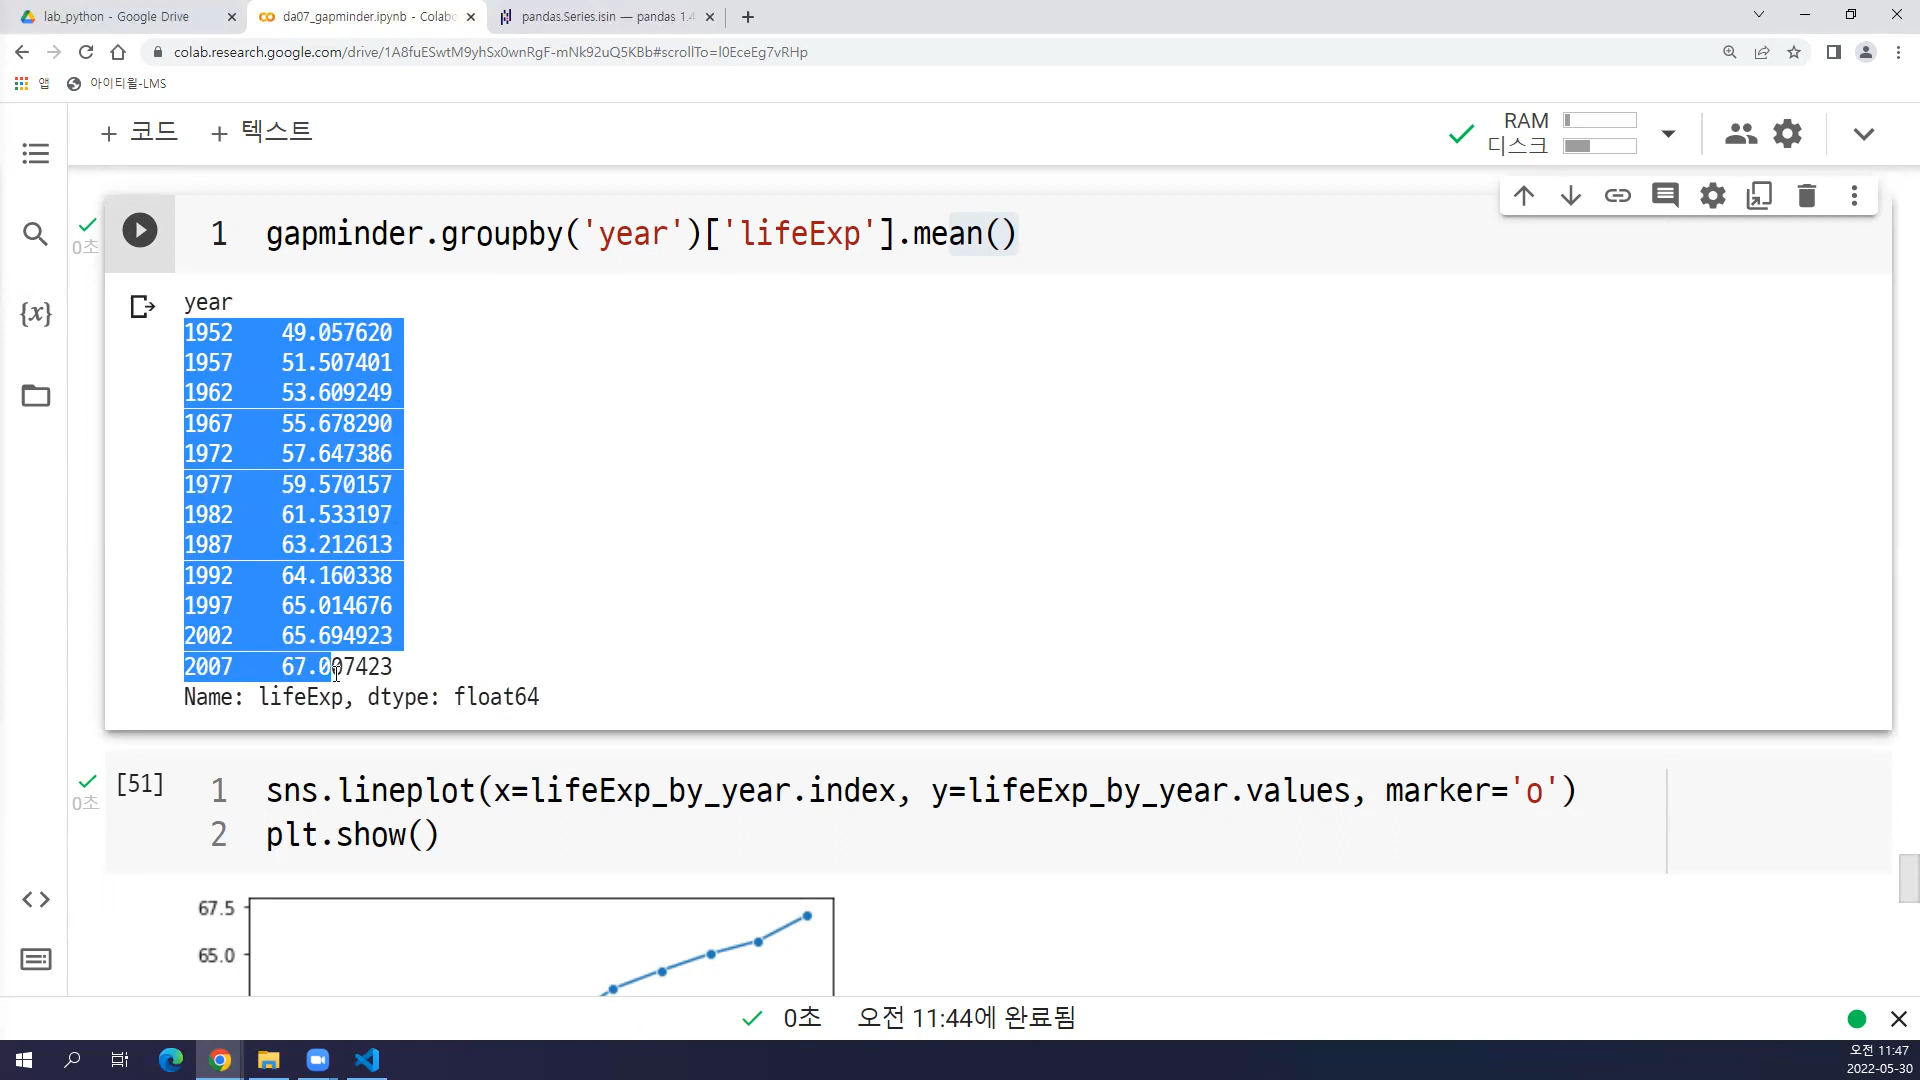 lab_python - Google Drive
da07_gapminder.ipynb - Colabo
pandas.Series.isin — pandas 1.4
colab.research.google.com/drive/1A8fuESwtM9yhSx0wnRgF-mNk92uQ5KBb#scrollTo=l0EceEg7vRHp
앱
아이티윌-LMS
+ 코드
+ 텍스트
RAM
디스크
0초
1 gapminder.groupby('year')['lifeExp'].mean()
{x}
year
1952 49.057620
1957 51.507401
1962 53.609249
1967 55.678290
1972 57.647386
1977 59.570157
1982 61.533197
1987 63.212613
1992 64.160338
1997 65.014676
2002 65.694923
2007 67.007423
Name: lifeExp, dtype: float64
0초
[51]
1 sns.lineplot(x=lifeExp_by_year.index, y=lifeExp_by_year.values, marker='o')
2 plt.show()
67.5
65.0
0초 오전 11:44에 완료됨
오전 11:47
2022-05-30